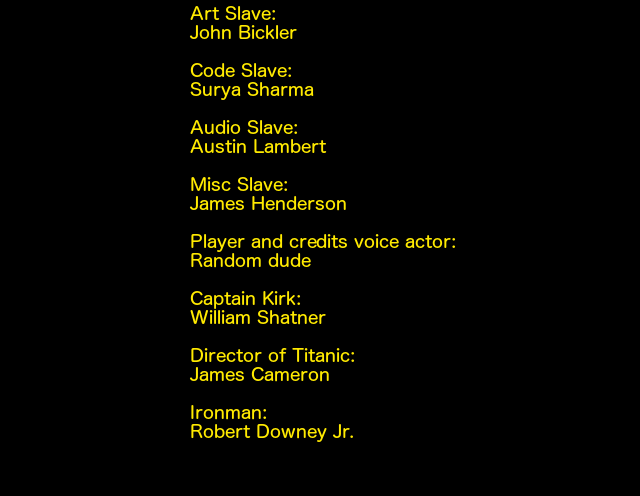 Art Slave:
John Bickler
Code Slave:
Surya Sharma
Audio Slave:
Austin Lambert
Misc Slave:
James Henderson
Player and credits voice actor:
Random dude
Captain Kirk:
William Shatner
Director of Titanic:
James Cameron
Ironman:
Robert Downey Jr.